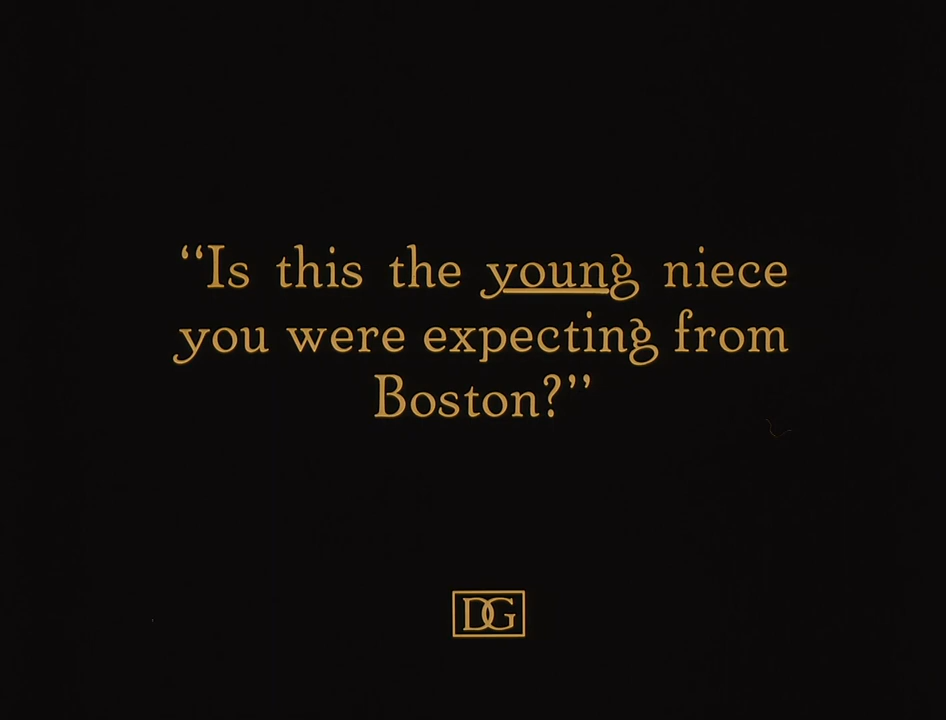 “Is this the young niece
you were expecting from
Boston?”
DG